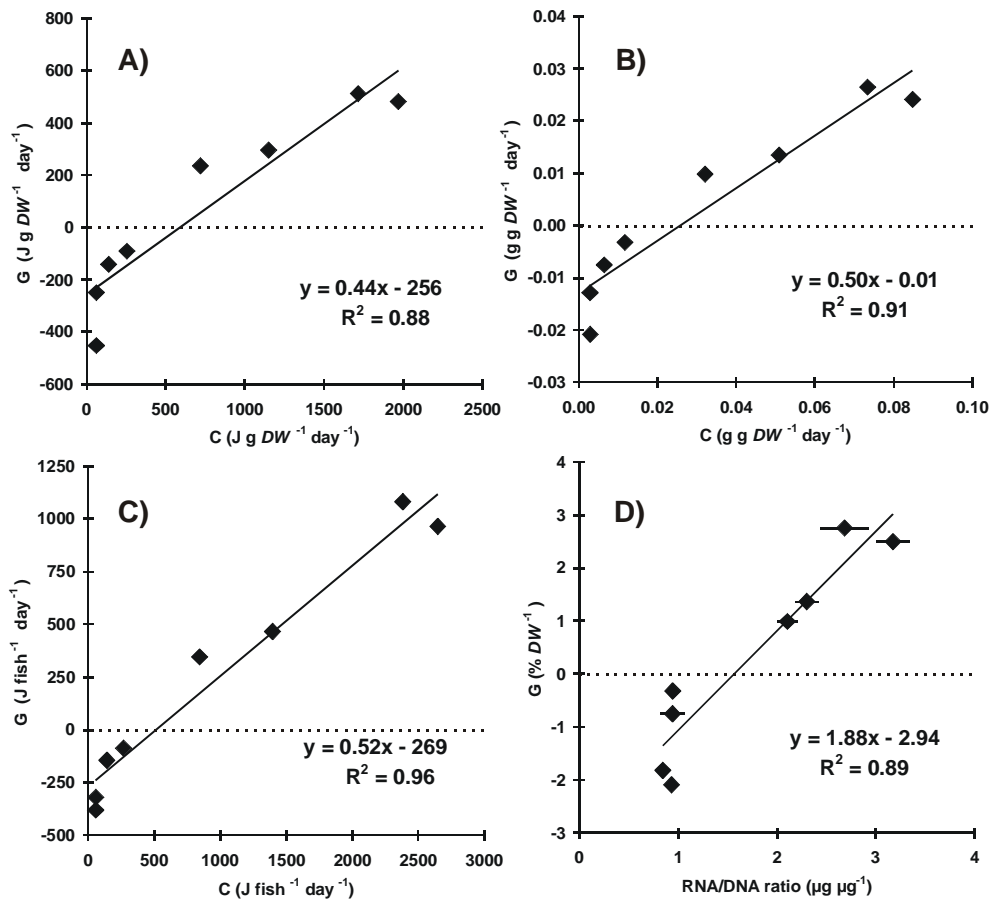 A)
800
600
400
200
0
-200
-400
-600
G (J g DW ⁻¹ day⁻¹)
y = 0.44x - 256
R² = 0.88
0 500 1000 1500 2000 2500
C (J g DW ⁻¹ day ⁻¹)
B)
0.04
0.03
0.02
0.01
0.00
-0.01
-0.02
-0.03
G (g g DW⁻¹ day⁻¹)
y = 0.50x - 0.01
R² = 0.91
0.00 0.02 0.04 0.06 0.08 0.10
C (g g DW ⁻¹ day ⁻¹)
C)
1250
1000
750
500
250
0
-250
-500
G (J fish⁻¹ day⁻¹)
y = 0.52x - 269
R² = 0.96
0 500 1000 1500 2000 2500 3000
C (J fish ⁻¹ day ⁻¹)
D)
4
3
2
1
0
-1
-2
-3
G (% DW⁻¹)
y = 1.88x - 2.94
R² = 0.89
0 1 2 3 4
RNA/DNA ratio (µg µg⁻¹)